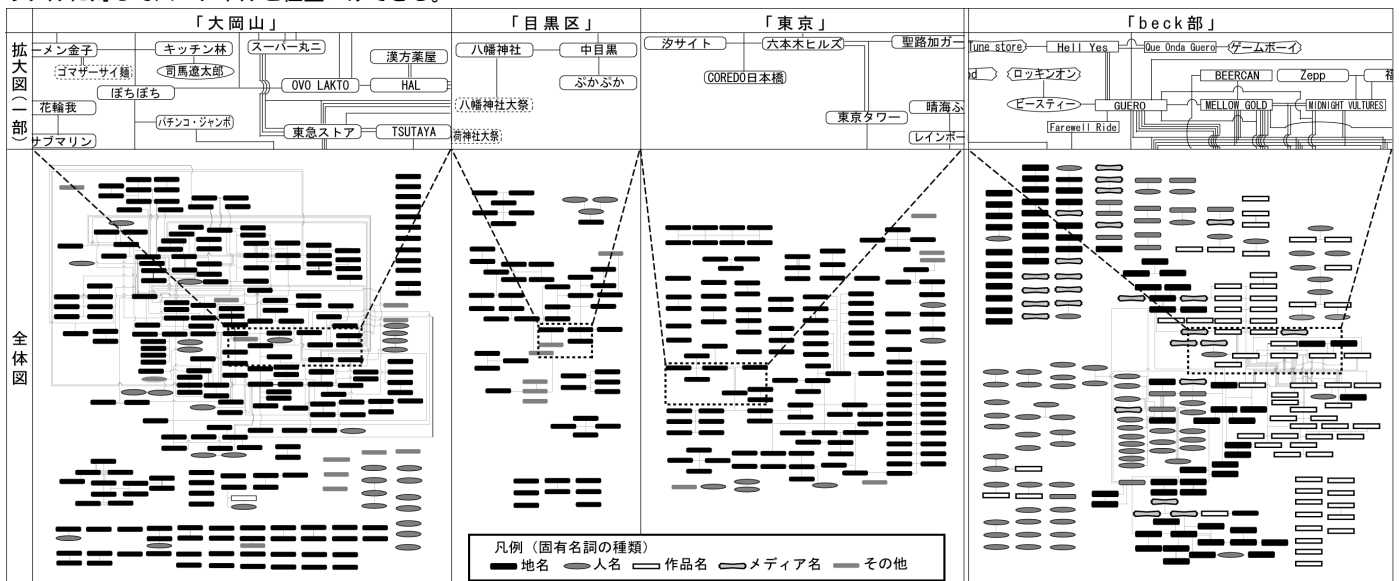 「大岡山」
「目黒区」
「東京」
「beck部」
拡大図(一部)
ーメン金子
キッチン林
スーパー丸ニ
漢方薬屋
ゴマザーサイ麺
司馬遼太郎
OVO LAKTO
HAL
ぽちぽち
花輪我
パチンコ・ジャンボ
東急ストア
TSUTAYA
サブマリン
八幡神社
中目黒
ぷかぷか
八幡神社大祭
荷神社大祭
汐サイト
六本木ヒルズ
聖路加ガー
COREDO日本橋
晴海ふ
東京タワー
レインボー
Tune store
Hell Yes
Que Onda Guero
ゲームボーイ
ロッキンオン
BEERCAN
Zepp
福
ビースティー
GUERO
MELLOW GOLD
MIDNIGHT VULTURES
Farewell Ride
全体図
凡例(固有名詞の種類)
地名 人名 作品名 メディア名 その他